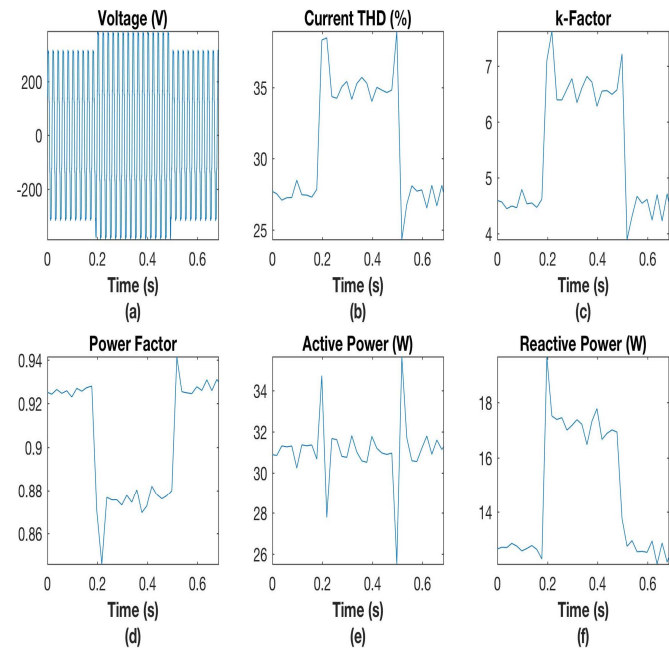 Voltage (V)
200
0
-200
0 0.2 0.4 0.6
Time (s)
(a)
Current THD (%)
35
30
25
0 0.2 0.4 0.6
Time (s)
(b)
k-Factor
7
6
5
4
0 0.2 0.4 0.6
Time (s)
(c)
Power Factor
0.94
0.92
0.9
0.88
0.86
0 0.2 0.4 0.6
Time (s)
(d)
Active Power (W)
34
32
30
28
26
0 0.2 0.4 0.6
Time (s)
(e)
Reactive Power (W)
18
16
14
0 0.2 0.4 0.6
Time (s)
(f)